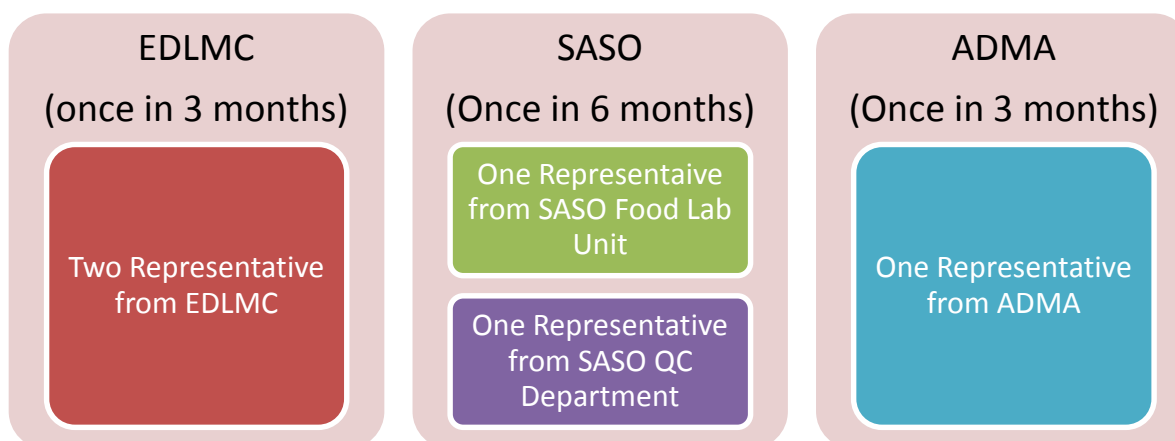 EDLMC
(once in 3 months)
Two Representative
from EDLMC
SASO
(Once in 6 months)
One Representaive
from SASO Food Lab
Unit
One Representative
from SASO QC
Department
ADMA
(Once in 3 months)
One Representative
from ADMA